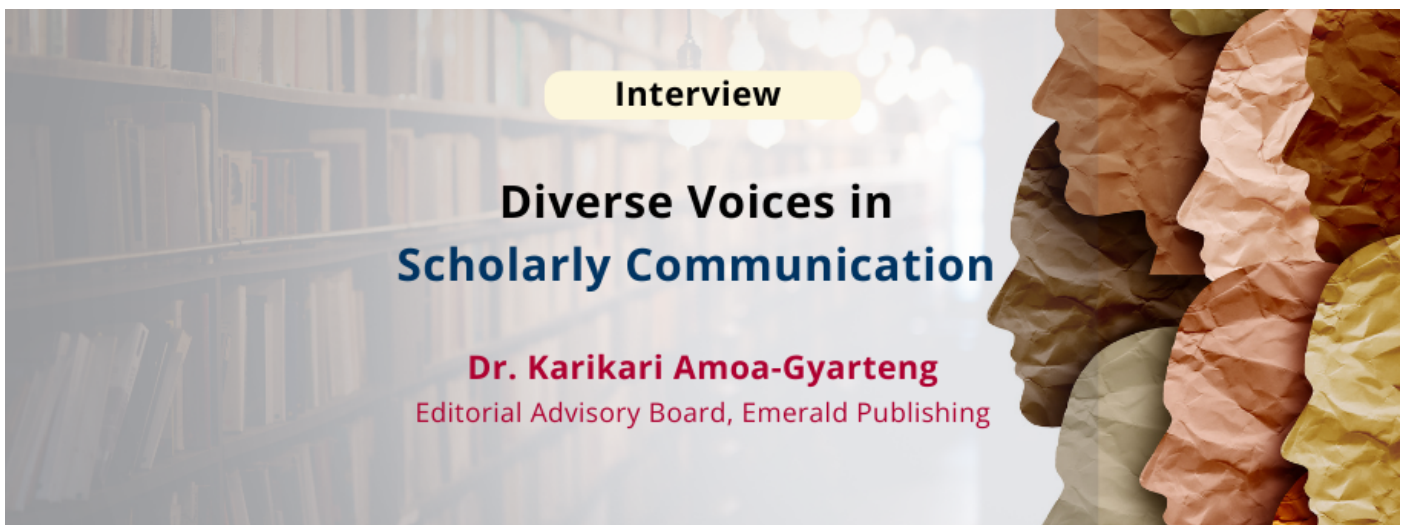 Interview
Diverse Voices in
Scholarly Communication
Dr. Karikari Amoa-Gyarteng
Editorial Advisory Board, Emerald Publishing